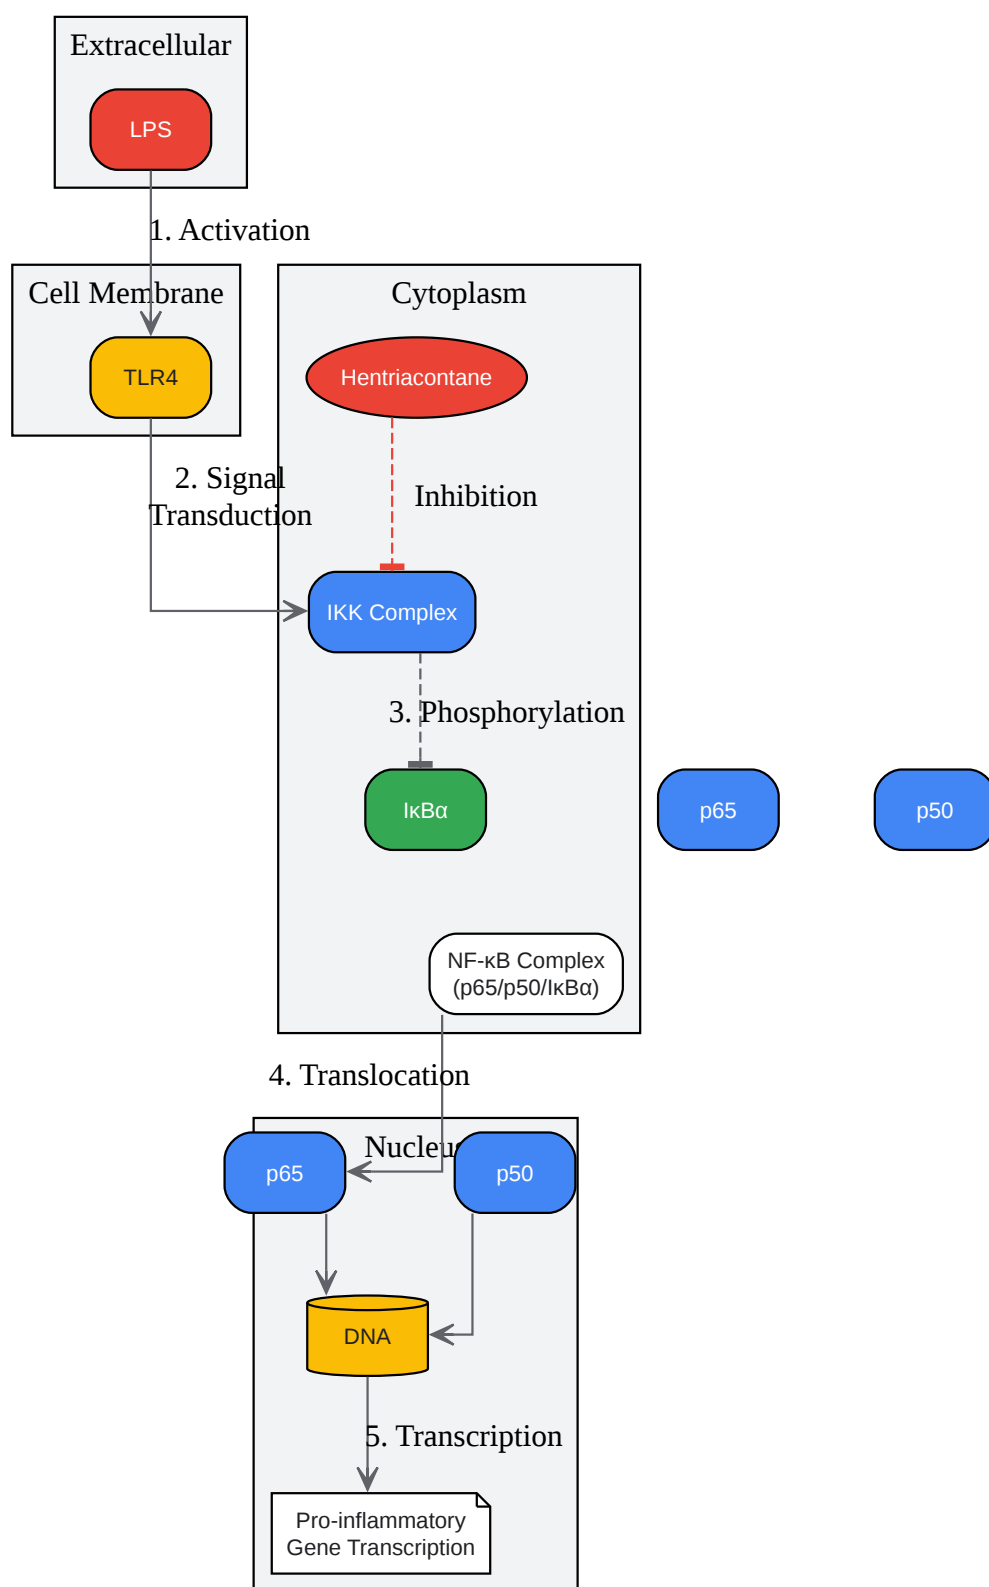 Extracellular
LPS
1. Activation
Cell Membrane
Cytoplasm
TLR4
Hentriacontane
2. Signal
Transduction
Inhibition
IKK Complex
3. Phosphorylation
IκBα
p65
p50
NF-κB Complex
(p65/p50/IκBα)
4. Translocation
Nucleus
p65
p50
DNA
5. Transcription
Pro-inflammatory
Gene Transcription